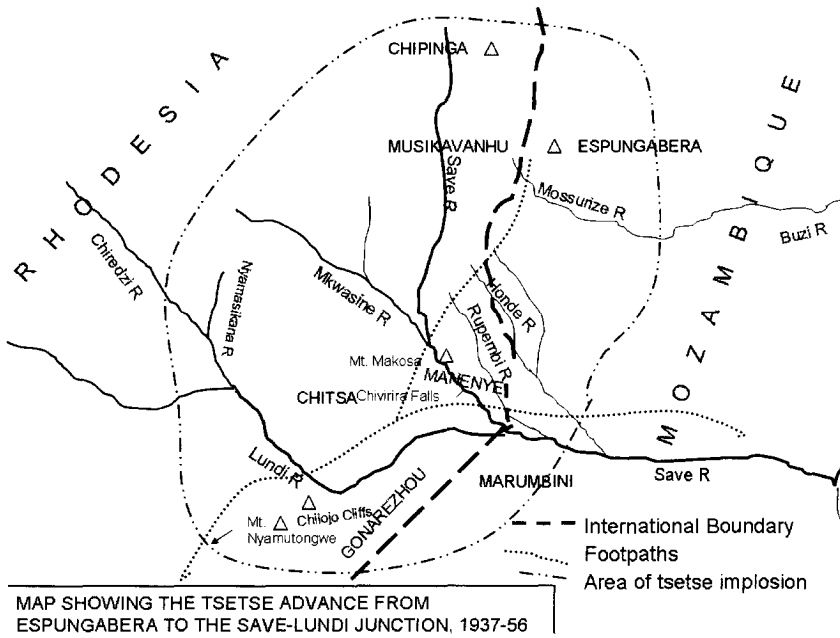 CHIPINGA
RHODESIA
MUSIKAVANHU
ESPUNGABERA
Save R
Mossurize R
MOZAMBIQUE
Buzi R
Chiredzi R
Nyamasikana R
Mkwasine R
Honde R
Rupembi R
Mt. Makosa
MANENYE
CHITSA
Chivirira Falls
Lundi R
Save R
MARUMBINI
GONAREZHOU
Chilojo Cliffs
Mt.
Nyamutongwe
International Boundary
Footpaths
Area of tsetse implosion
MAP SHOWING THE TSETSE ADVANCE FROM
ESPUNGABERA TO THE SAVE-LUNDI JUNCTION, 1937-56